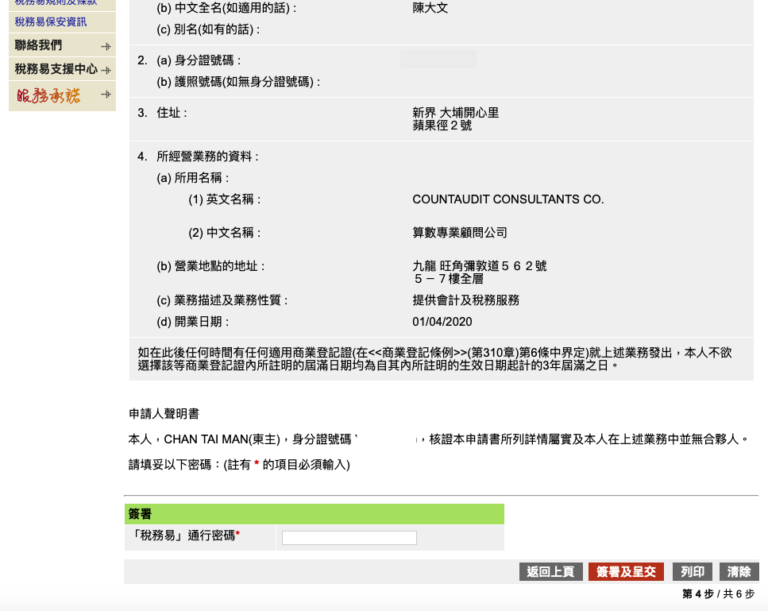 稅務易規則及條款
稅務易保安資訊
聯絡我們
稅務易支援中心
服務承諾
(b) 中文全名(如適用的話) :
陳大文
(c) 別名(如有的話) :
2. (a) 身分證號碼 :
(b) 護照號碼(如無身分證號碼) :
3. 住址 :
新界 大埔開心里
蘋果徑２號
4. 所經營業務的資料 :
(a) 所用名稱 :
(1) 英文名稱 :
COUNTAUDIT CONSULTANTS CO.
(2) 中文名稱 :
算數專業顧問公司
(b) 營業地點的地址 :
九龍 旺角彌敦道５６２號
５－７樓全層
(c) 業務描述及業務性質 :
提供會計及稅務服務
(d) 開業日期 :
01/04/2020
如在此後任何時間有任何適用商業登記證(在<<商業登記條例>>(第310章)第6條中界定)就上述業務發出，本人不欲
選擇該等商業登記證內所註明的屆滿日期均為自其內所註明的生效日期起計的3年屆滿之日。
申請人聲明書
本人，CHAN TAI MAN(東主)，身分證號碼 ，核證本申請書所列詳情屬實及本人在上述業務中並無合夥人。
請填妥以下密碼：(註有 * 的項目必須輸入)
簽署
「稅務易」通行密碼*
返回上頁 簽署及呈交 列印 清除
第 4 步 / 共 6 步